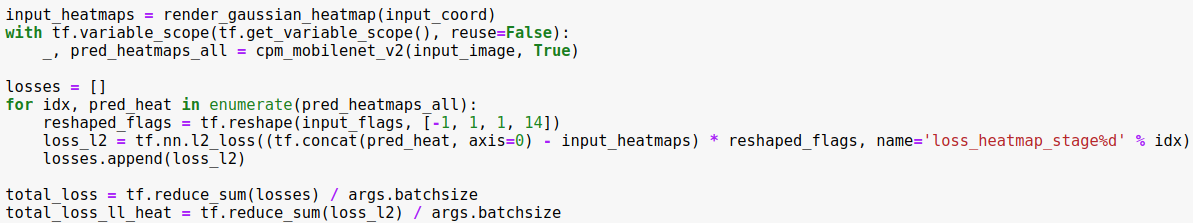 input_heatmaps = render_gaussian_heatmap(input_coord)
with tf.variable_scope(tf.get_variable_scope(), reuse=False):
    _, pred_heatmaps_all = cpm_mobilenet_v2(input_image, True)

losses = []
for idx, pred_heat in enumerate(pred_heatmaps_all):
    reshaped_flags = tf.reshape(input_flags, [-1, 1, 1, 14])
    loss_l2 = tf.nn.l2_loss((tf.concat(pred_heat, axis=0) - input_heatmaps) * reshaped_flags, name='loss_heatmap_stage%d' % idx)
    losses.append(loss_l2)

total_loss = tf.reduce_sum(losses) / args.batchsize
total_loss_ll_heat = tf.reduce_sum(loss_l2) / args.batchsize